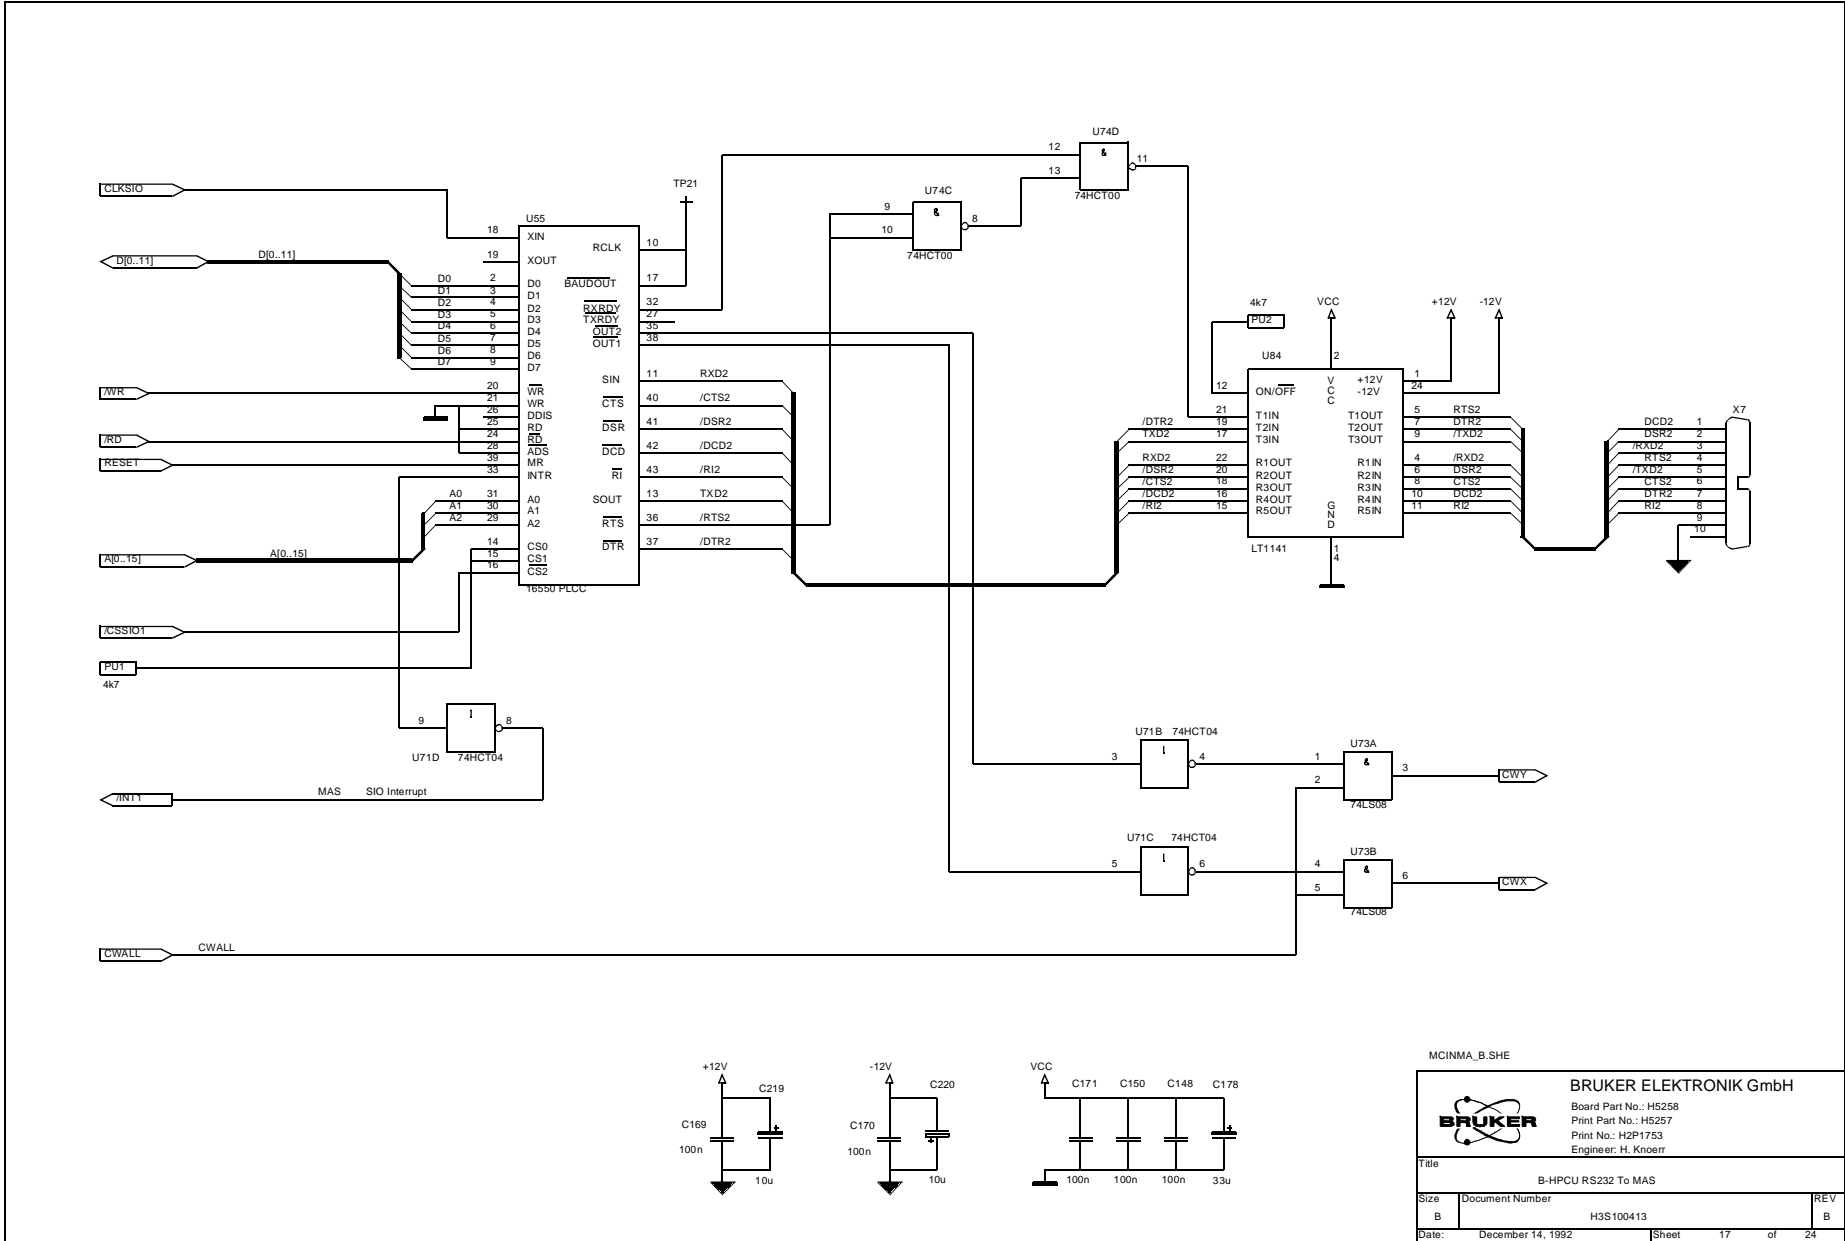 U74D
12
&
11
13
74HCT00
TP21
U74C
9
&
8
10
74HCT00
CLKSIO
U55
18
XIN
RCLK
10
D[0..11]
D[0..11]
19
XOUT
D0
2
D0
BAUDOUT
17
D1
3
D1
D2
4
D2
RXRDY
32
D3
5
D3
TXRDY
27
D4
6
D4
OUT2
35
D5
7
D5
OUT1
38
D6
8
D6
D7
9
D7
SIN
11
RXD2
/WR
20
WR
21
WR
CTS
40
/CTS2
26
DDIS
25
RD
DSR
41
/DSR2
/RD
24
RD
28
ADS
DCD
42
/DCD2
RESET
39
MR
33
INTR
RI
43
/RI2
A0
31
A0
SOUT
13
TXD2
A1
30
A1
A2
29
A2
RTS
36
/RTS2
A[0..15]
A[0..15]
14
CS0
DTR
37
/DTR2
15
CS1
16
CS2
16550 PLCC
/CSSIO1
PU1
4k7
4k7
PU2
VCC
+12V
-12V
U84
2
12
ON/OFF
VCC
+12V
1
-12V
24
/DTR2
TXD2
21
T1IN
T1OUT
5
RTS2
19
T2IN
T2OUT
7
DTR2
17
T3IN
T3OUT
9
/TXD2
RXD2
22
R1OUT
R1IN
4
/RXD2
/DSR2
20
R2OUT
R2IN
6
DSR2
/CTS2
18
R3OUT
R3IN
8
CTS2
/DCD2
16
R4OUT
R4IN
10
DCD2
/RI2
15
R5OUT
R5IN
11
RI2
GND
LT1141
14
X7
DCD2
1
DSR2
2
/RXD2
3
RTS2
4
/TXD2
5
CTS2
6
DTR2
7
RI2
8
9
10
9
8
U71D
74HCT04
/INT1
MAS
SIO Interrupt
U71B
74HCT04
3
4
U73A
1
&
3
CWY
2
74LS08
U71C
74HCT04
5
6
U73B
4
&
6
CWX
5
74LS08
CWALL
CWALL
+12V
C219
C169
100n
10u
-12V
C220
C170
100n
10u
VCC
C171
C150
C148
C178
100n
100n
100n
33u
MCINMA_B.SHE
BRUKER
BRUKER ELEKTRONIK GmbH
Board Part No.: H5258
Print Part No.: H5257
Print No.: H2P1753
Engineer: H. Knoerr
Title
B-HPCU RS232 To MAS
Size
Document Number
REV
B
H3S100413
B
Date:
December 14, 1992
Sheet
17
of
24